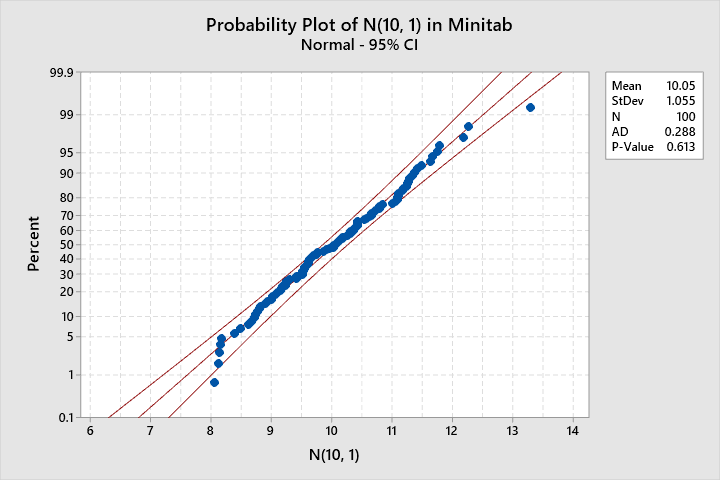 Probability Plot of N(10, 1) in Minitab
Normal - 95% CI
Mean 10.05
StDev 1.055
N 100
AD 0.288
P-Value 0.613
Percent
99.9
99
95
90
80
70
60
50
40
30
20
10
5
1
0.1
6 7 8 9 10 11 12 13 14
N(10, 1)